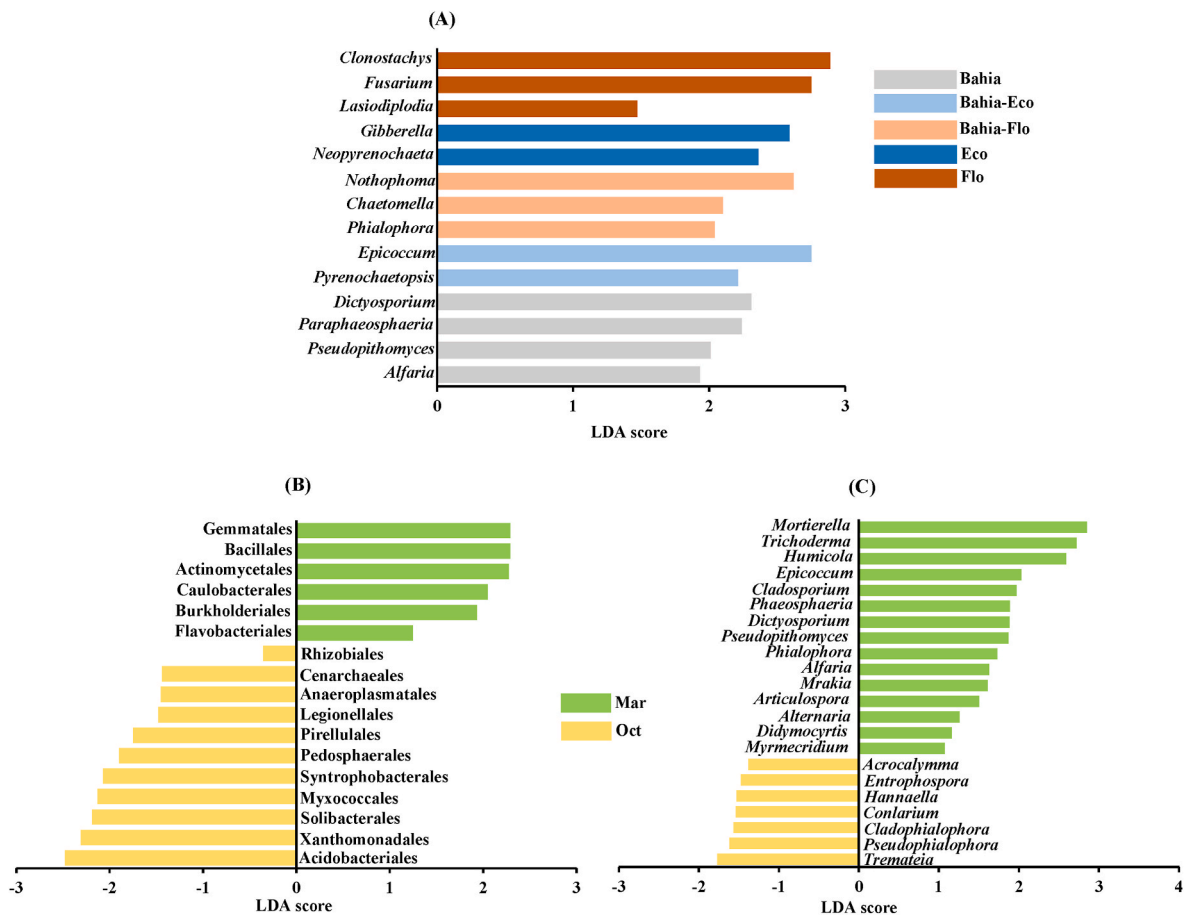 (A)
Clonostachys
Fusarium
Lasiodiplodia
Gibberella
Neopyrenochaeta
Nothophoma
Chaetomella
Phialophora
Epicoccum
Pyrenochaetopsis
Dictyosporium
Paraphaeosphaeria
Pseudopithomyces
Alfaria
0 1 2 3
LDA score
Bahia
Bahia-Eco
Bahia-Flo
Eco
Flo
(B)
Gemmatales
Bacillales
Actinomycetales
Caulobacterales
Burkholderiales
Flavobacteriales
Rhizobiales
Cenarchaeales
Anaeroplasmatales
Legionellales
Pirellulales
Pedosphaerales
Syntrophobacterales
Myxococcales
Solibacterales
Xanthomonadales
Acidobacteriales
-3 -2 -1 0 1 2 3
LDA score
Mar
Oct
(C)
Mortierella
Trichoderma
Humicola
Epicoccum
Cladosporium
Phaeosphaeria
Dictyosporium
Pseudopithomyces
Phialophora
Alfaria
Mrakia
Articulospora
Alternaria
Didymocyrtis
Myrmecridium
Acrocalymma
Entrophospora
Hannaella
Conlarium
Cladophialophora
Pseudophialophora
Tremateia
-3 -2 -1 0 1 2 3 4
LDA score